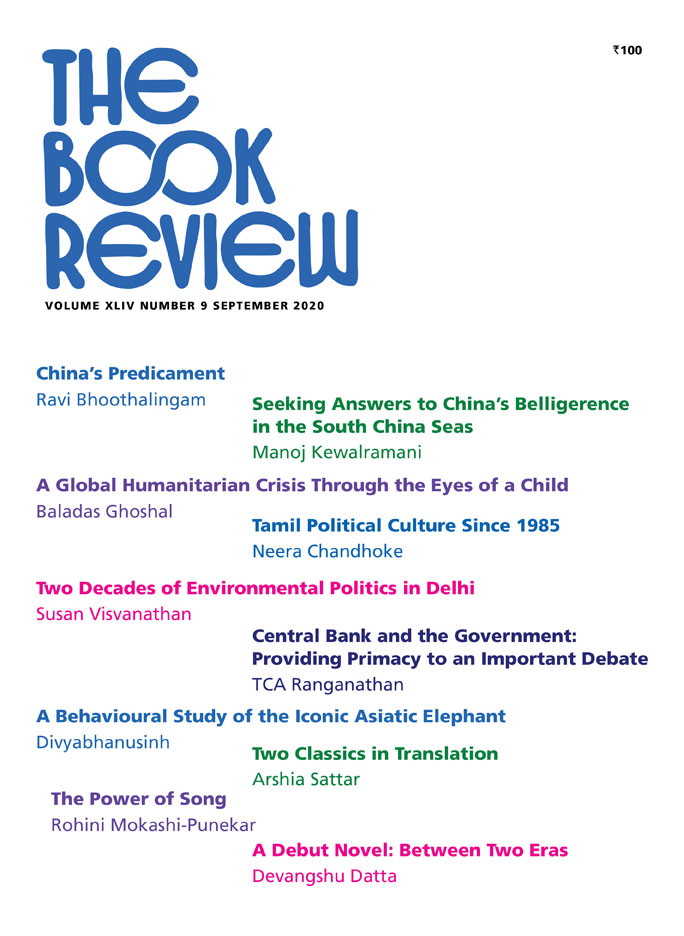 ₹100
THE
BOOK
REVIEW
VOLUME XLIV NUMBER 9 SEPTEMBER 2020
China's Predicament
Ravi Bhoothalingam
Seeking Answers to China's Belligerence
in the South China Seas
Manoj Kewalramani
A Global Humanitarian Crisis Through the Eyes of a Child
Baladas Ghoshal
Tamil Political Culture Since 1985
Neera Chandhoke
Two Decades of Environmental Politics in Delhi
Susan Visvanathan
Central Bank and the Government:
Providing Primacy to an Important Debate
TCA Ranganathan
A Behavioural Study of the Iconic Asiatic Elephant
Divyabhanusinh
Two Classics in Translation
Arshia Sattar
The Power of Song
Rohini Mokashi-Punekar
A Debut Novel: Between Two Eras
Devangshu Datta